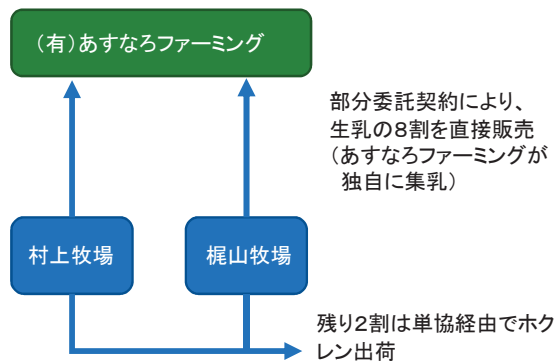 （有）あすなろファーミング
部分委託契約により、
生乳の８割を直接販売
（あすなろファーミングが
独自に集乳）
村上牧場
梶山牧場
残り２割は単協経由でホク
レン出荷